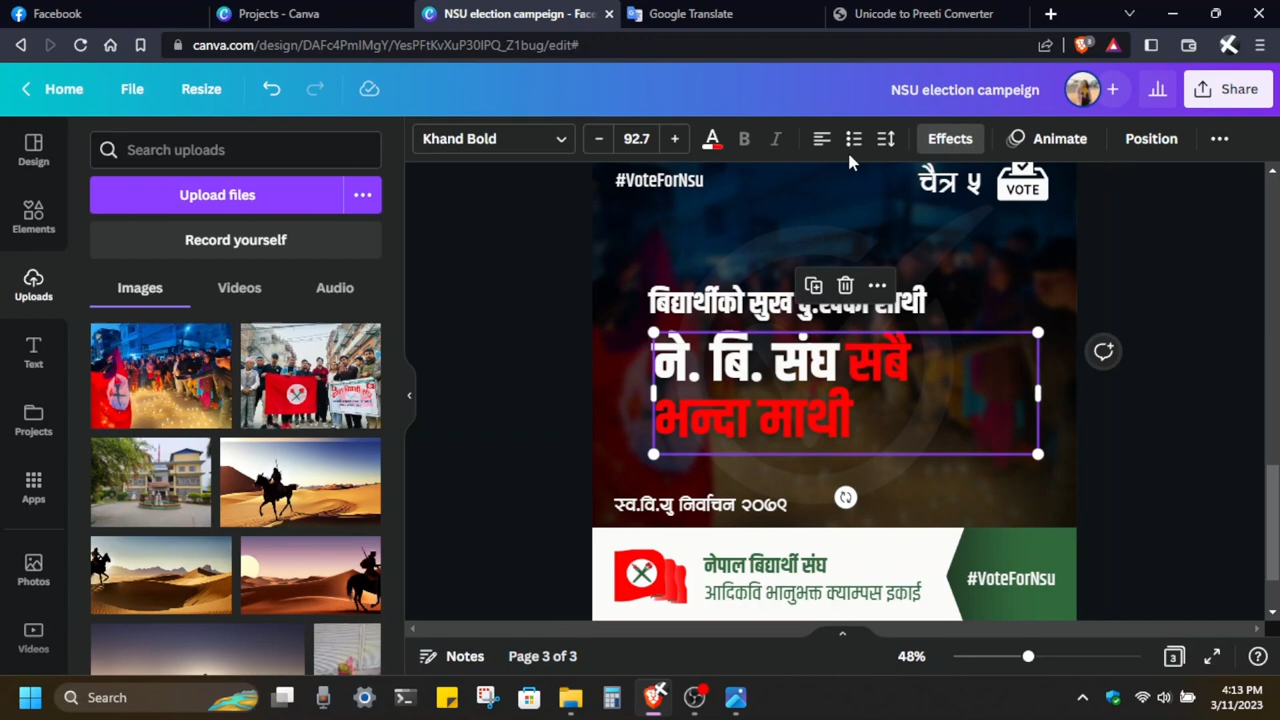 Facebook
Projects - Canva
NSU election campaign - Face
Google Translate
Unicode to Preeti Converter
canva.com/design/DAFc4PmIMgY/YesPFtKvXuP30IPQ_Z1bug/edit#
Home
File
Resize
NSU election campaign
Share
Design
Elements
Uploads
Text
Projects
Apps
Photos
Videos
Search uploads
Upload files
Record yourself
Images
Videos
Audio
Khand Bold
92.7
A
B
I
Effects
Animate
Position
#VoteForNsu
चैत्र ५
VOTE
बिद्यार्थीको सुख
ने. बि. संघ सबै
भन्दा माथी
स्व.वि.यु निर्वाचन २०७९
नेपाल बिद्यार्थी संघ
आदिकवि भानुभक्त क्याम्पस इकाई
#VoteForNsu
Notes
Page 3 of 3
48%
3
Search
4:13 PM
3/11/2023